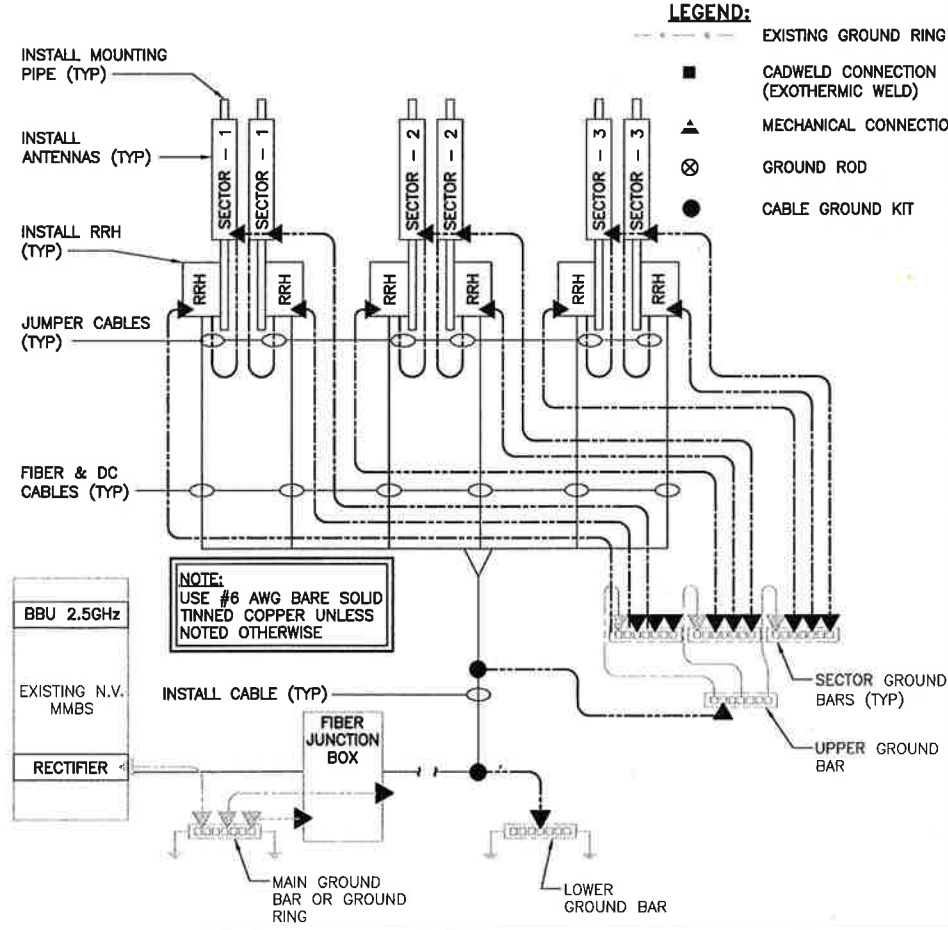 LEGEND:
EXISTING GROUND RING
CADWELD CONNECTION
(EXOTHERMIC WELD)
MECHANICAL CONNECTIO
GROUND ROD
CABLE GROUND KIT
INSTALL MOUNTING
PIPE (TYP)
INSTALL
ANTENNAS (TYP)
INSTALL RRH
(TYP)
JUMPER CABLES
(TYP)
FIBER & DC
CABLES (TYP)
SECTOR - 1
SECTOR - 1
SECTOR - 2
SECTOR - 2
SECTOR - 3
SECTOR - 3
RRH
RRH
RRH
RRH
RRH
RRH
NOTE:
USE #6 AWG BARE SOLID
TINNED COPPER UNLESS
NOTED OTHERWISE
BBU 2.5GHz
EXISTING N.V.
MMBS
RECTIFIER
INSTALL CABLE (TYP)
FIBER
JUNCTION
BOX
SECTOR GROUND
BARS (TYP)
UPPER GROUND
BAR
MAIN GROUND
BAR OR GROUND
RING
LOWER
GROUND BAR